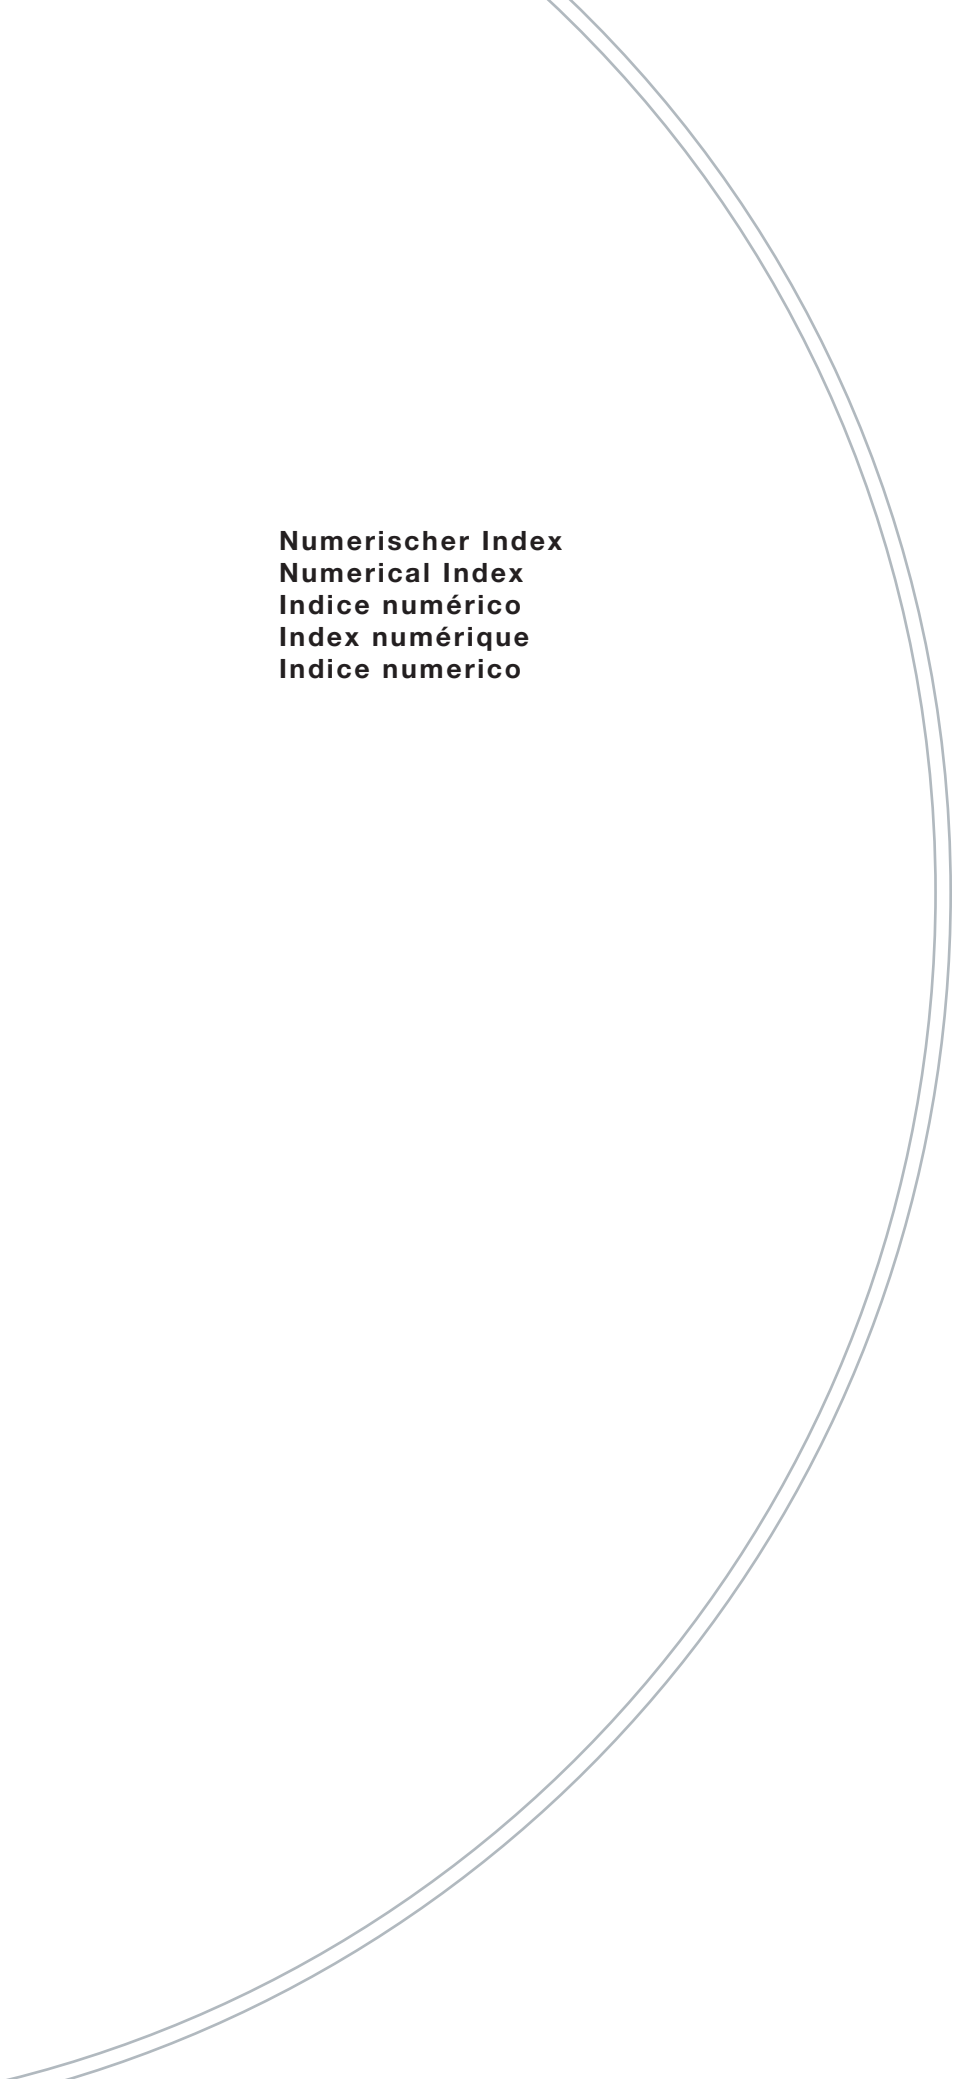 Numerischer Index
Numerical Index
Indice numérico
Index numérique
Indice numerico